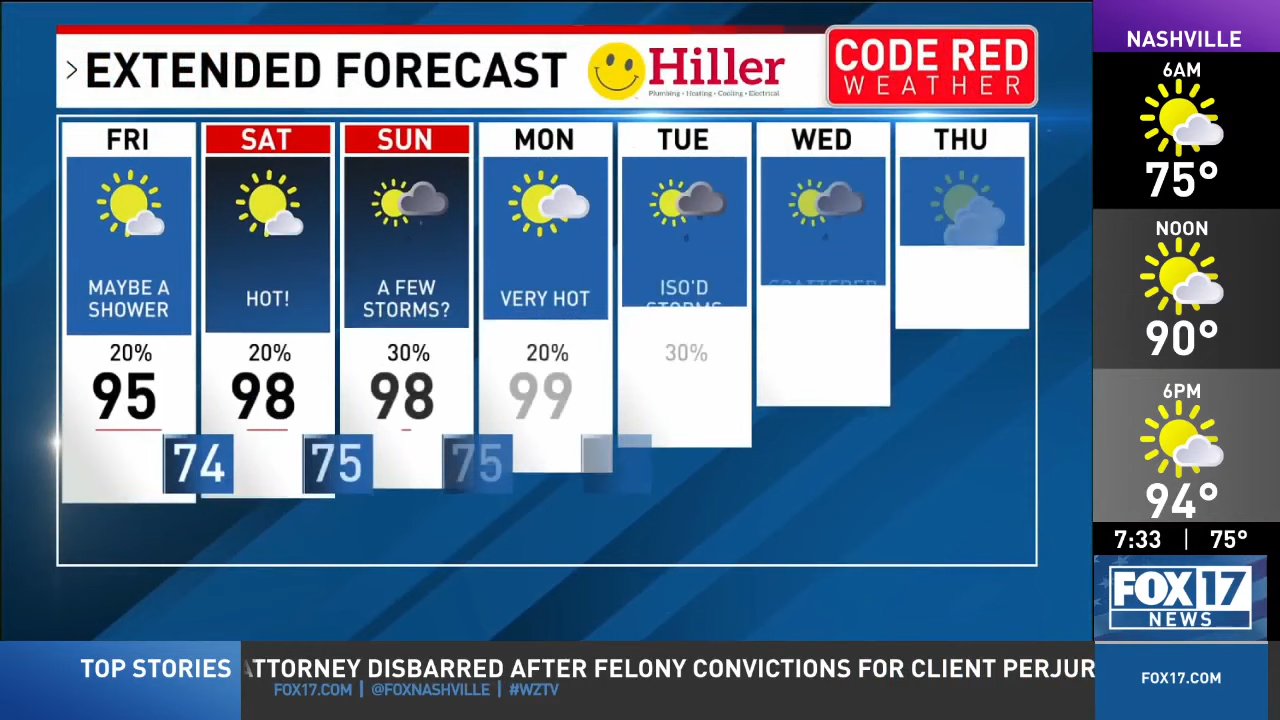 EXTENDED FORECAST
Hiller
Plumbing • Heating • Cooling • Electrical
CODE RED
WEATHER
FRI
MAYBE A
SHOWER
20%
95
74
SAT
HOT!
20%
98
75
SUN
A FEW
STORMS?
30%
98
75
MON
VERY HOT
20%
99
TUE
ISO'D
STORMS
30%
WED
SCATTERED
THU
NASHVILLE
6AM
75°
NOON
90°
6PM
94°
7:33 | 75°
FOX 17
NEWS
TOP STORIES
ATTORNEY DISBARRED AFTER FELONY CONVICTIONS FOR CLIENT PERJUR
FOX17.COM | @FOXNASHVILLE | #WZTV
FOX17.COM